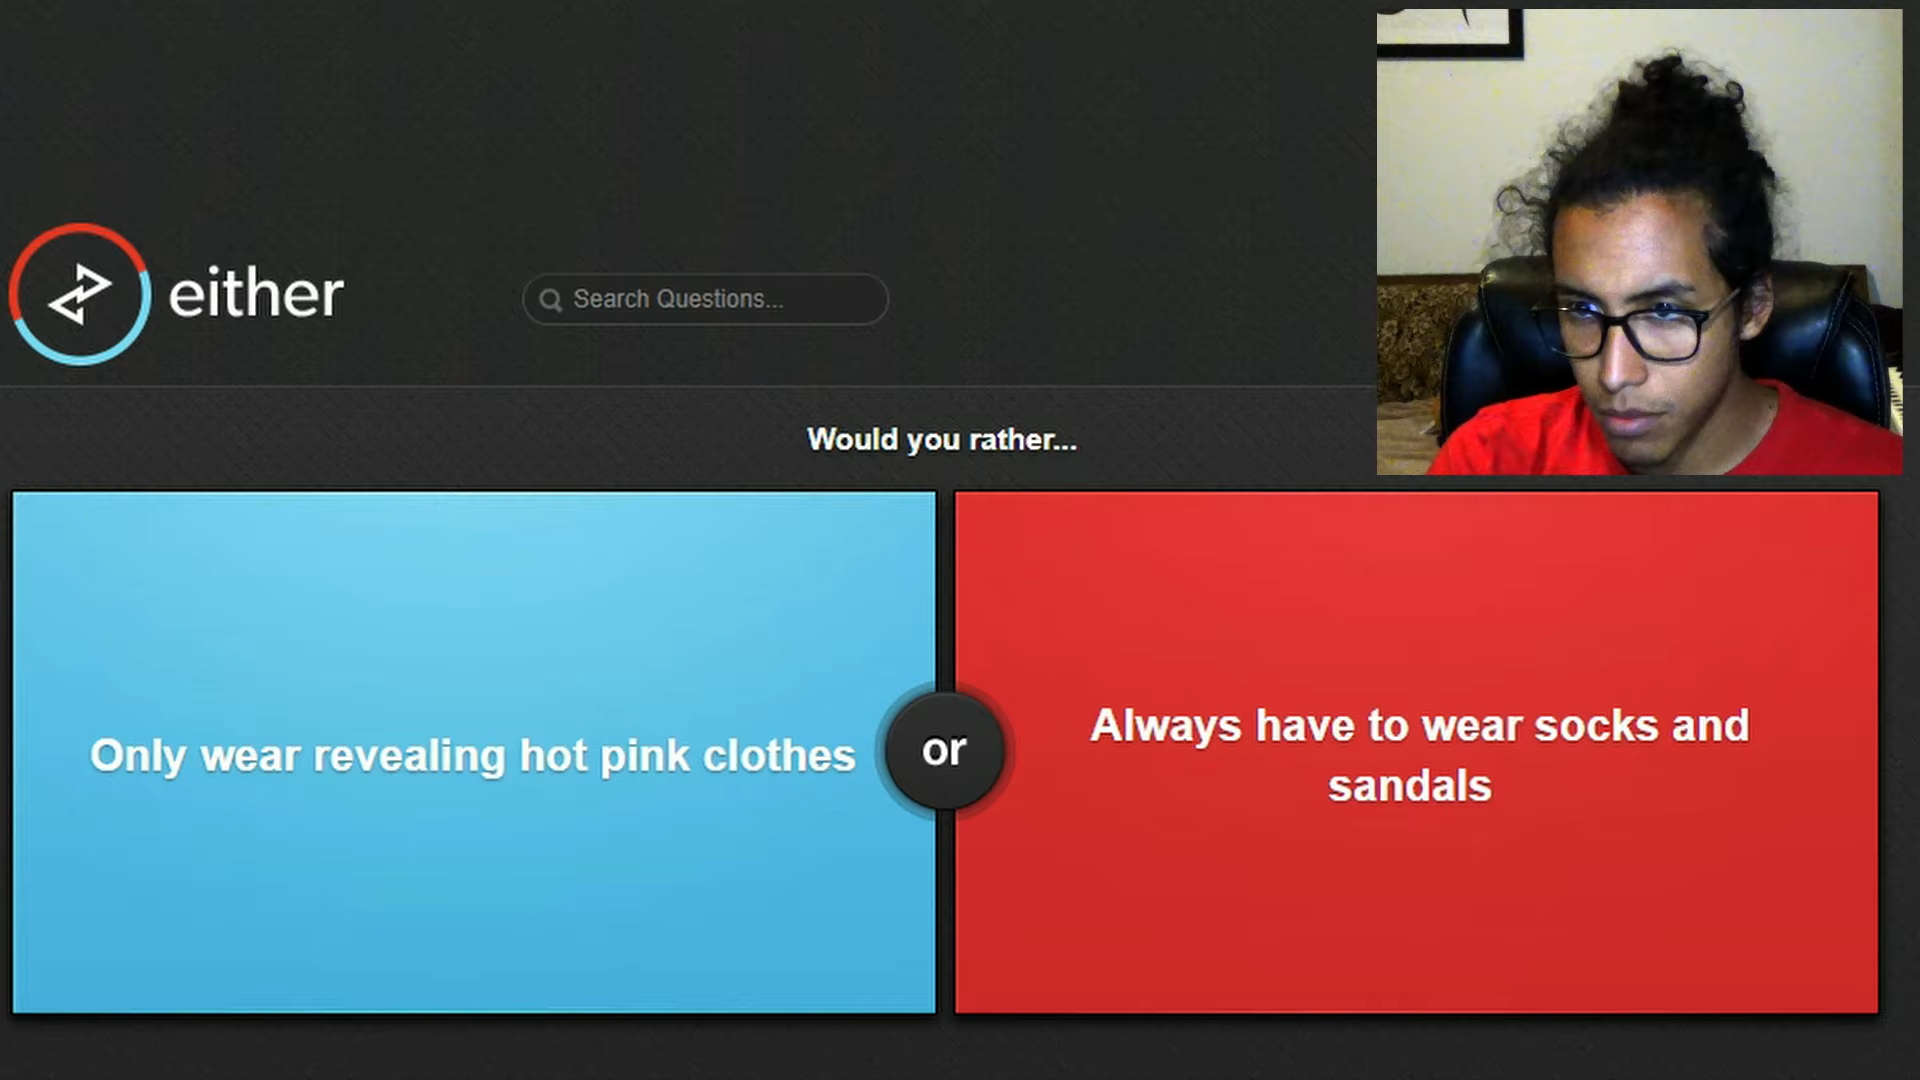 either
Search Questions...
Would you rather...
Only wear revealing hot pink clothes
or
Always have to wear socks and
sandals